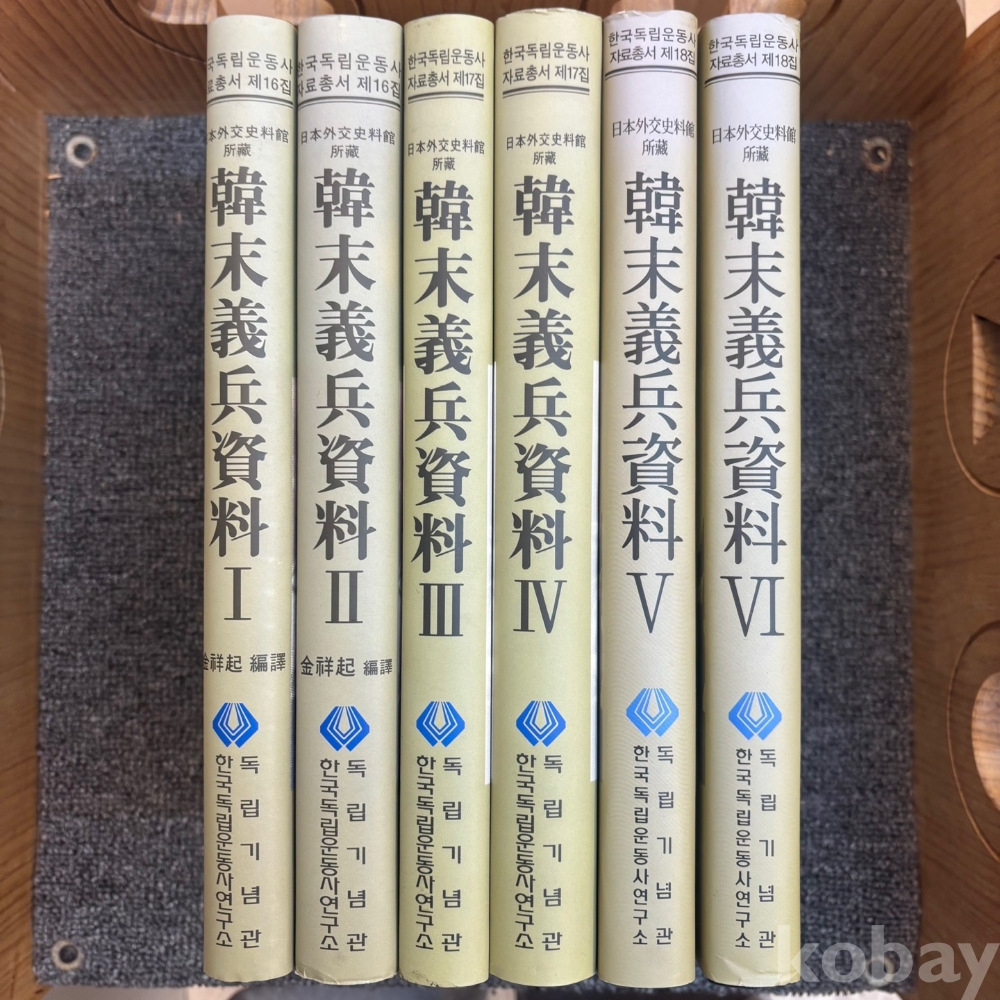 한국독립운동사
자료총서 제16집
日本外交史料館
所藏
韓末義兵資料 Ⅰ
金祥起 編譯
독립기념관
한국독립운동사연구소
한국독립운동사
자료총서 제16집
日本外交史料館
所藏
韓末義兵資料 Ⅱ
金祥起 編譯
독립기념관
한국독립운동사연구소
한국독립운동사
자료총서 제17집
日本外交史料館
所藏
韓末義兵資料 Ⅲ
독립기념관
한국독립운동사연구소
한국독립운동사
자료총서 제17집
日本外交史料館
所藏
韓末義兵資料 Ⅳ
독립기념관
한국독립운동사연구소
한국독립운동사
자료총서 제18집
日本外交史料館
所藏
韓末義兵資料 Ⅴ
독립기념관
한국독립운동사연구소
한국독립운동사
자료총서 제18집
日本外交史料館
所藏
韓末義兵資料 Ⅵ
독립기념관
한국독립운동사연구소
kobay